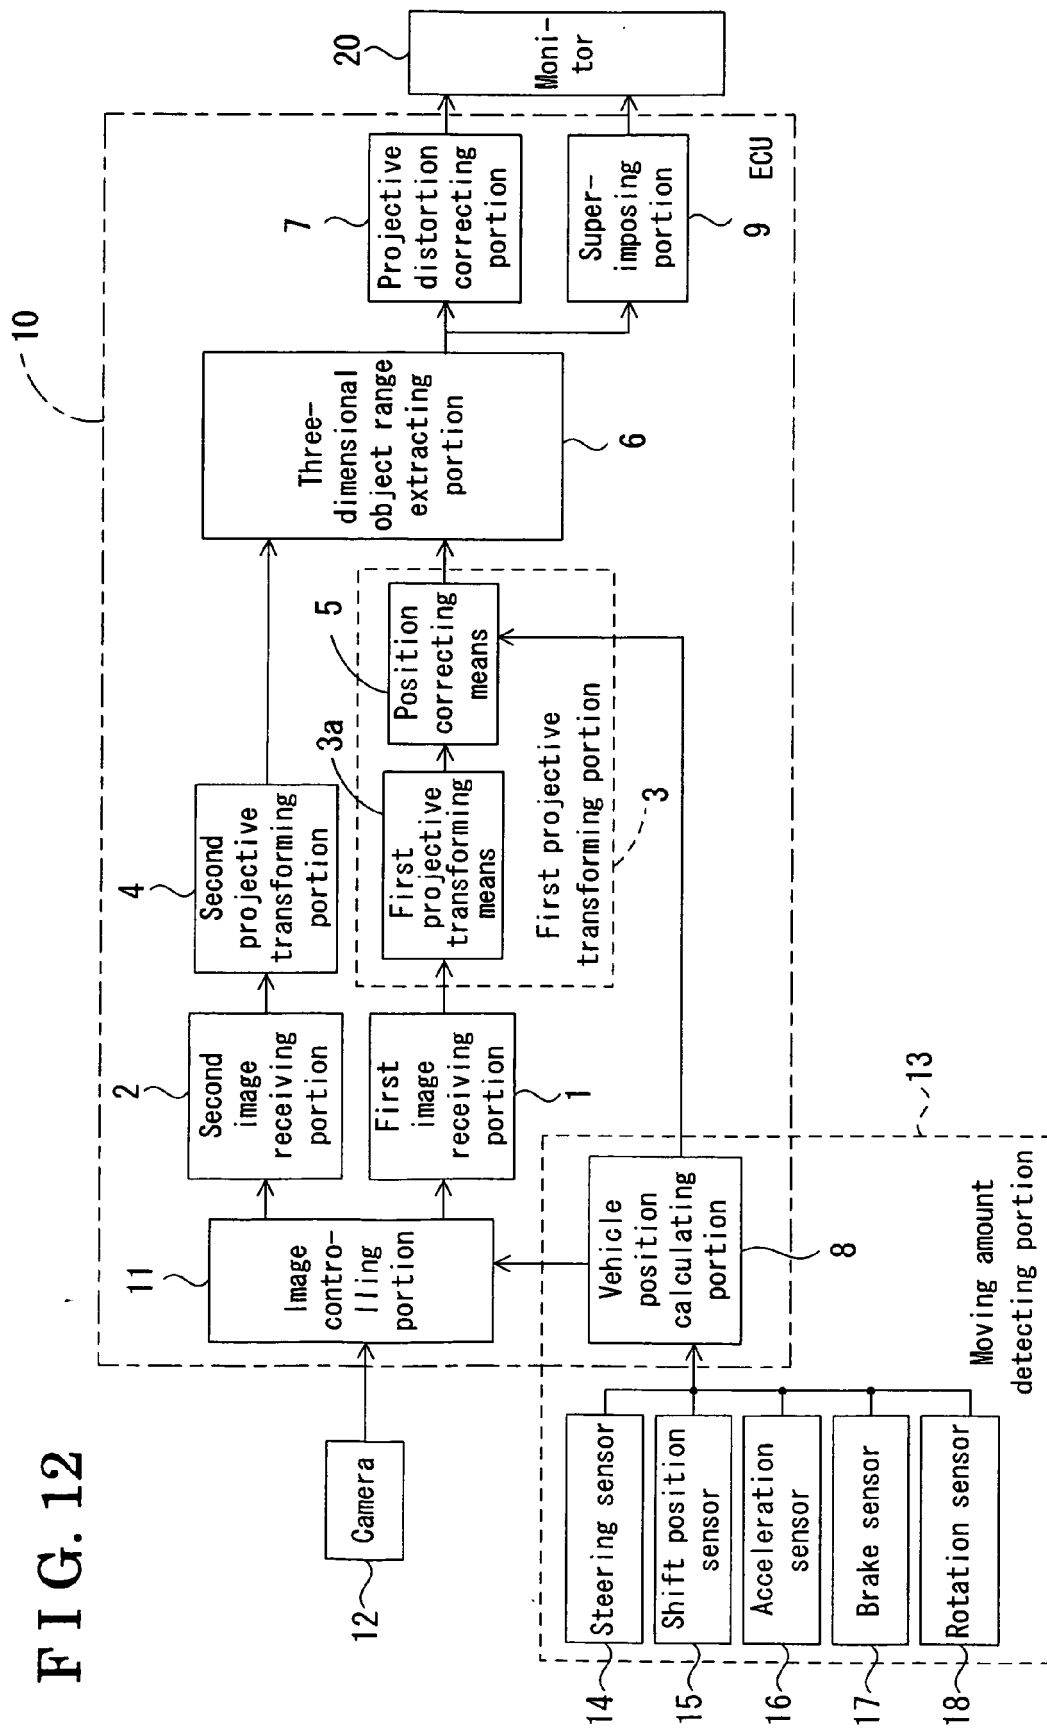 FIG. 12
12
Camera
11
Image
contro-
lling
portion
2
Second
image
receiving
portion
First
image
receiving
portion
1
4
Second
projective
transforming
portion
3a
First
projective
transforming
means
5
Position
correcting
means
First projective
transforming portion
3
Three-
dimensional
object range
extracting
portion
6
10
7
Projective
distortion
correcting
portion
Super-
imposing
portion
9
ECU
20
Moni-
tor
Vehicle
position
calculating
portion
8
13
Moving amount
detecting portion
14
Steering sensor
15
Shift position
sensor
16
Acceleration
sensor
17
Brake sensor
18
Rotation sensor